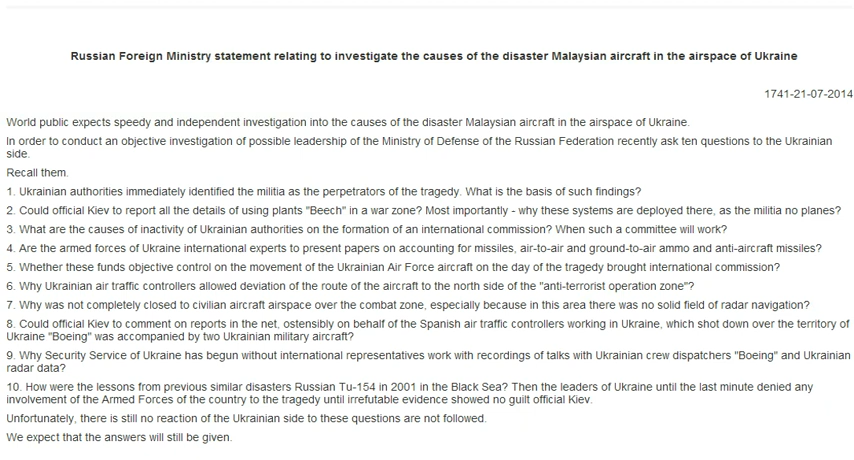 Russian Foreign Ministry statement relating to investigate the causes of the disaster Malaysian aircraft in the airspace of Ukraine
1741-21-07-2014
World public expects speedy and independent investigation into the causes of the disaster Malaysian aircraft in the airspace of Ukraine.
In order to conduct an objective investigation of possible leadership of the Ministry of Defense of the Russian Federation recently ask ten questions to the Ukrainian
side.
Recall them.
1. Ukrainian authorities immediately identified the militia as the perpetrators of the tragedy. What is the basis of such findings?
2. Could official Kiev to report all the details of using plants "Beech" in a war zone? Most importantly - why these systems are deployed there, as the militia no planes?
3. What are the causes of inactivity of Ukrainian authorities on the formation of an international commission? When such a committee will work?
4. Are the armed forces of Ukraine international experts to present papers on accounting for missiles, air-to-air and ground-to-air ammo and anti-aircraft missiles?
5. Whether these funds objective control on the movement of the Ukrainian Air Force aircraft on the day of the tragedy brought international commission?
6. Why Ukrainian air traffic controllers allowed deviation of the route of the aircraft to the north side of the "anti-terrorist operation zone"?
7. Why was not completely closed to civilian aircraft airspace over the combat zone, especially because in this area there was no solid field of radar navigation?
8. Could official Kiev to comment on reports in the net, ostensibly on behalf of the Spanish air traffic controllers working in Ukraine, which shot down over the territory of
Ukraine "Boeing" was accompanied by two Ukrainian military aircraft?
9. Why Security Service of Ukraine has begun without international representatives work with recordings of talks with Ukrainian crew dispatchers "Boeing" and Ukrainian
radar data?
10. How were the lessons from previous similar disasters Russian Tu-154 in 2001 in the Black Sea? Then the leaders of Ukraine until the last minute denied any
involvement of the Armed Forces of the country to the tragedy until irrefutable evidence showed no guilt official Kiev.
Unfortunately, there is still no reaction of the Ukrainian side to these questions are not followed.
We expect that the answers will still be given.